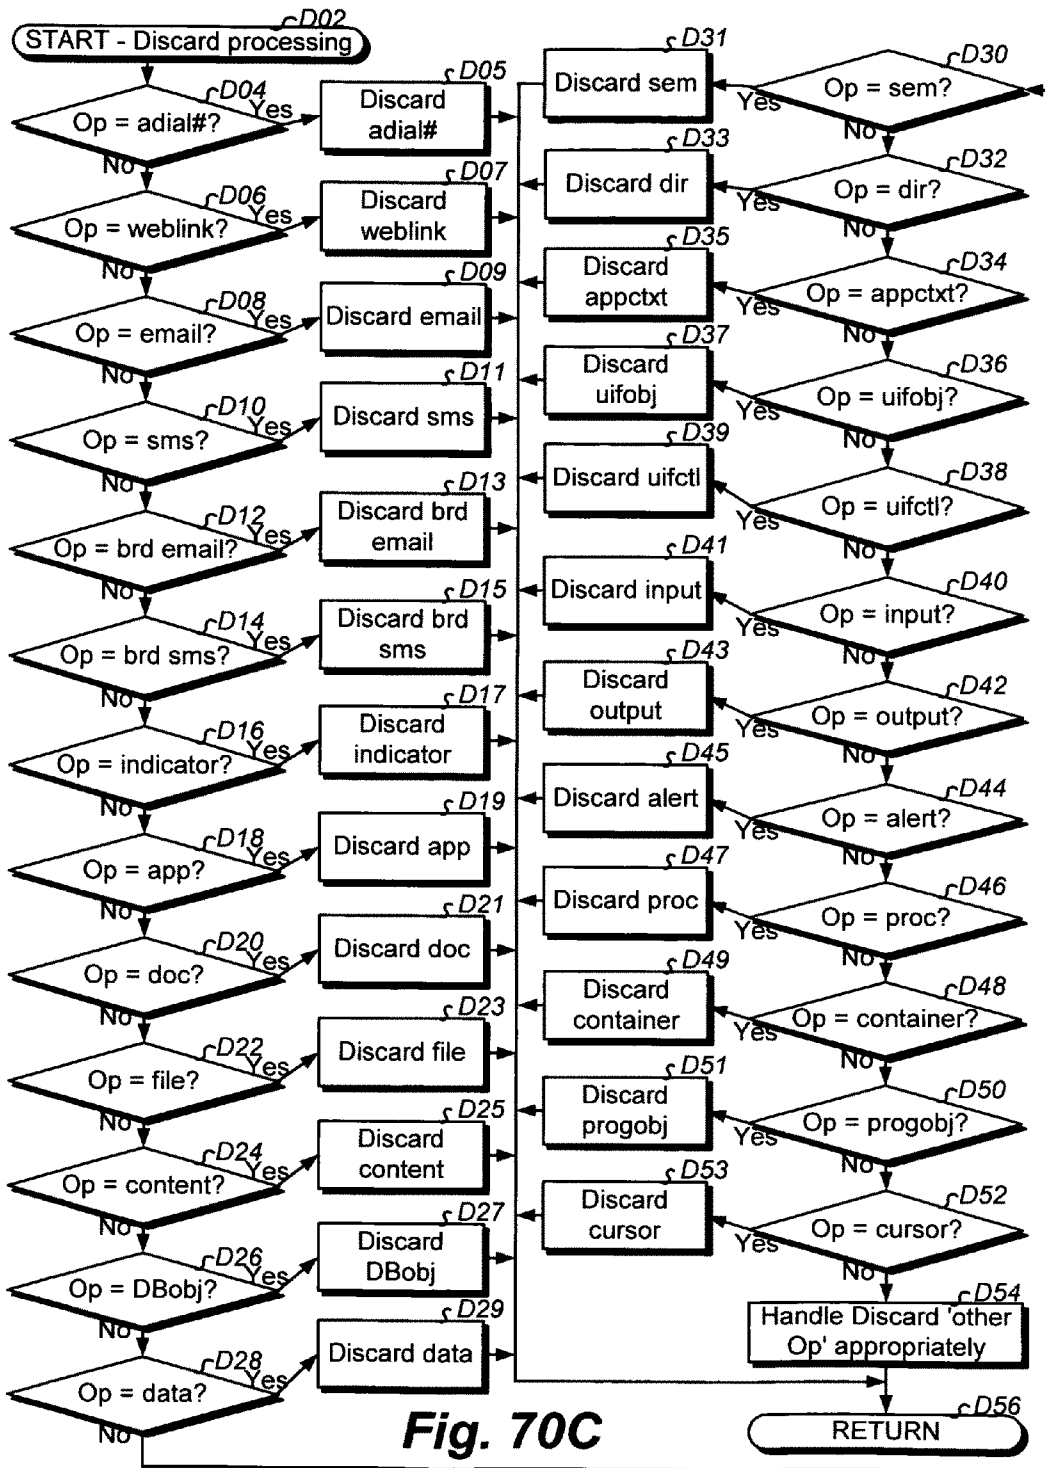 D02
START - Discard processing
D04
Op = adial#?
Yes
No
D05
Discard
adial#
D06
Op = weblink?
Yes
No
D07
Discard
weblink
D08
Op = email?
Yes
No
D09
Discard email
D10
Op = sms?
Yes
No
D11
Discard sms
D12
Op = brd email?
Yes
No
D13
Discard brd
email
D14
Op = brd sms?
Yes
No
D15
Discard brd
sms
D16
Op = indicator?
Yes
No
D17
Discard
indicator
D18
Op = app?
Yes
No
D19
Discard app
D20
Op = doc?
Yes
No
D21
Discard doc
D22
Op = file?
Yes
No
D23
Discard file
D24
Op = content?
Yes
No
D25
Discard
content
D26
Op = DBobj?
Yes
No
D27
Discard
DBobj
D28
Op = data?
Yes
No
D29
Discard data
D30
Op = sem?
Yes
No
D31
Discard sem
D32
Op = dir?
Yes
No
D33
Discard dir
D34
Op = appctxt?
Yes
No
D35
Discard
appctxt
D36
Op = uifobj?
Yes
No
D37
Discard
uifobj
D38
Op = uifctl?
Yes
No
D39
Discard uifctl
D40
Op = input?
Yes
No
D41
Discard input
D42
Op = output?
Yes
No
D43
Discard
output
D44
Op = alert?
Yes
No
D45
Discard alert
D46
Op = proc?
Yes
No
D47
Discard proc
D48
Op = container?
Yes
No
D49
Discard
container
D50
Op = progobj?
Yes
No
D51
Discard
progobj
D52
Op = cursor?
Yes
No
D53
Discard
cursor
D54
Handle Discard 'other
Op' appropriately
D56
RETURN
Fig. 70C